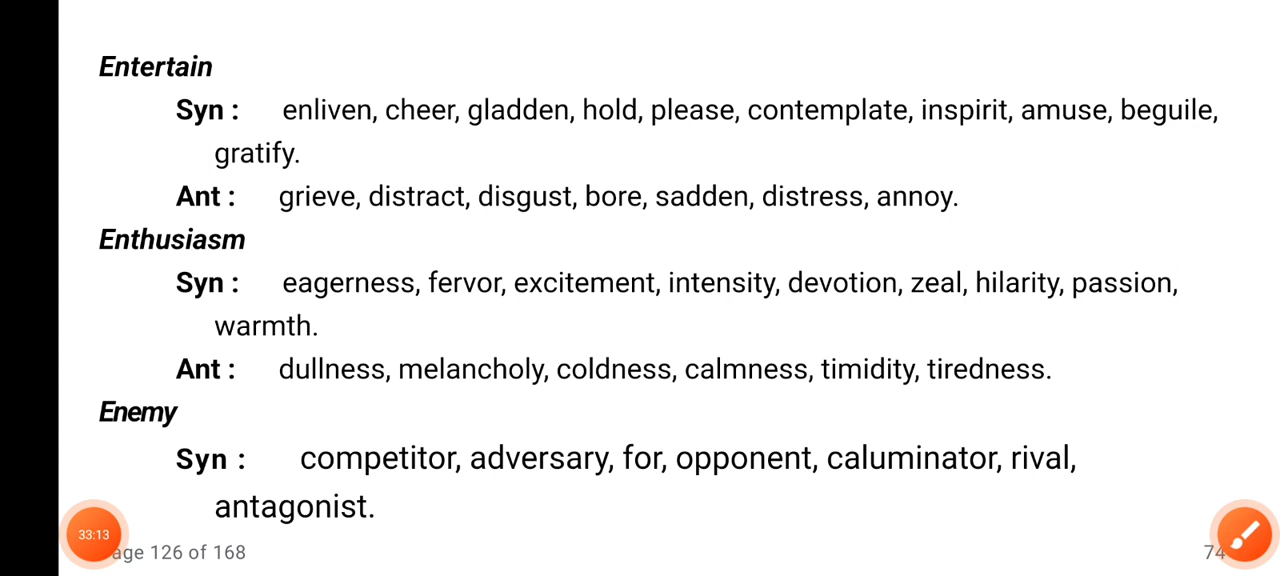 Entertain
Syn : enliven, cheer, gladden, hold, please, contemplate, inspirit, amuse, beguile,
gratify.
Ant : grieve, distract, disgust, bore, sadden, distress, annoy.
Enthusiasm
Syn : eagerness, fervor, excitement, intensity, devotion, zeal, hilarity, passion,
warmth.
Ant : dullness, melancholy, coldness, calmness, timidity, tiredness.
Enemy
Syn : competitor, adversary, for, opponent, caluminator, rival,
antagonist.
33:13
age 126 of 168 74